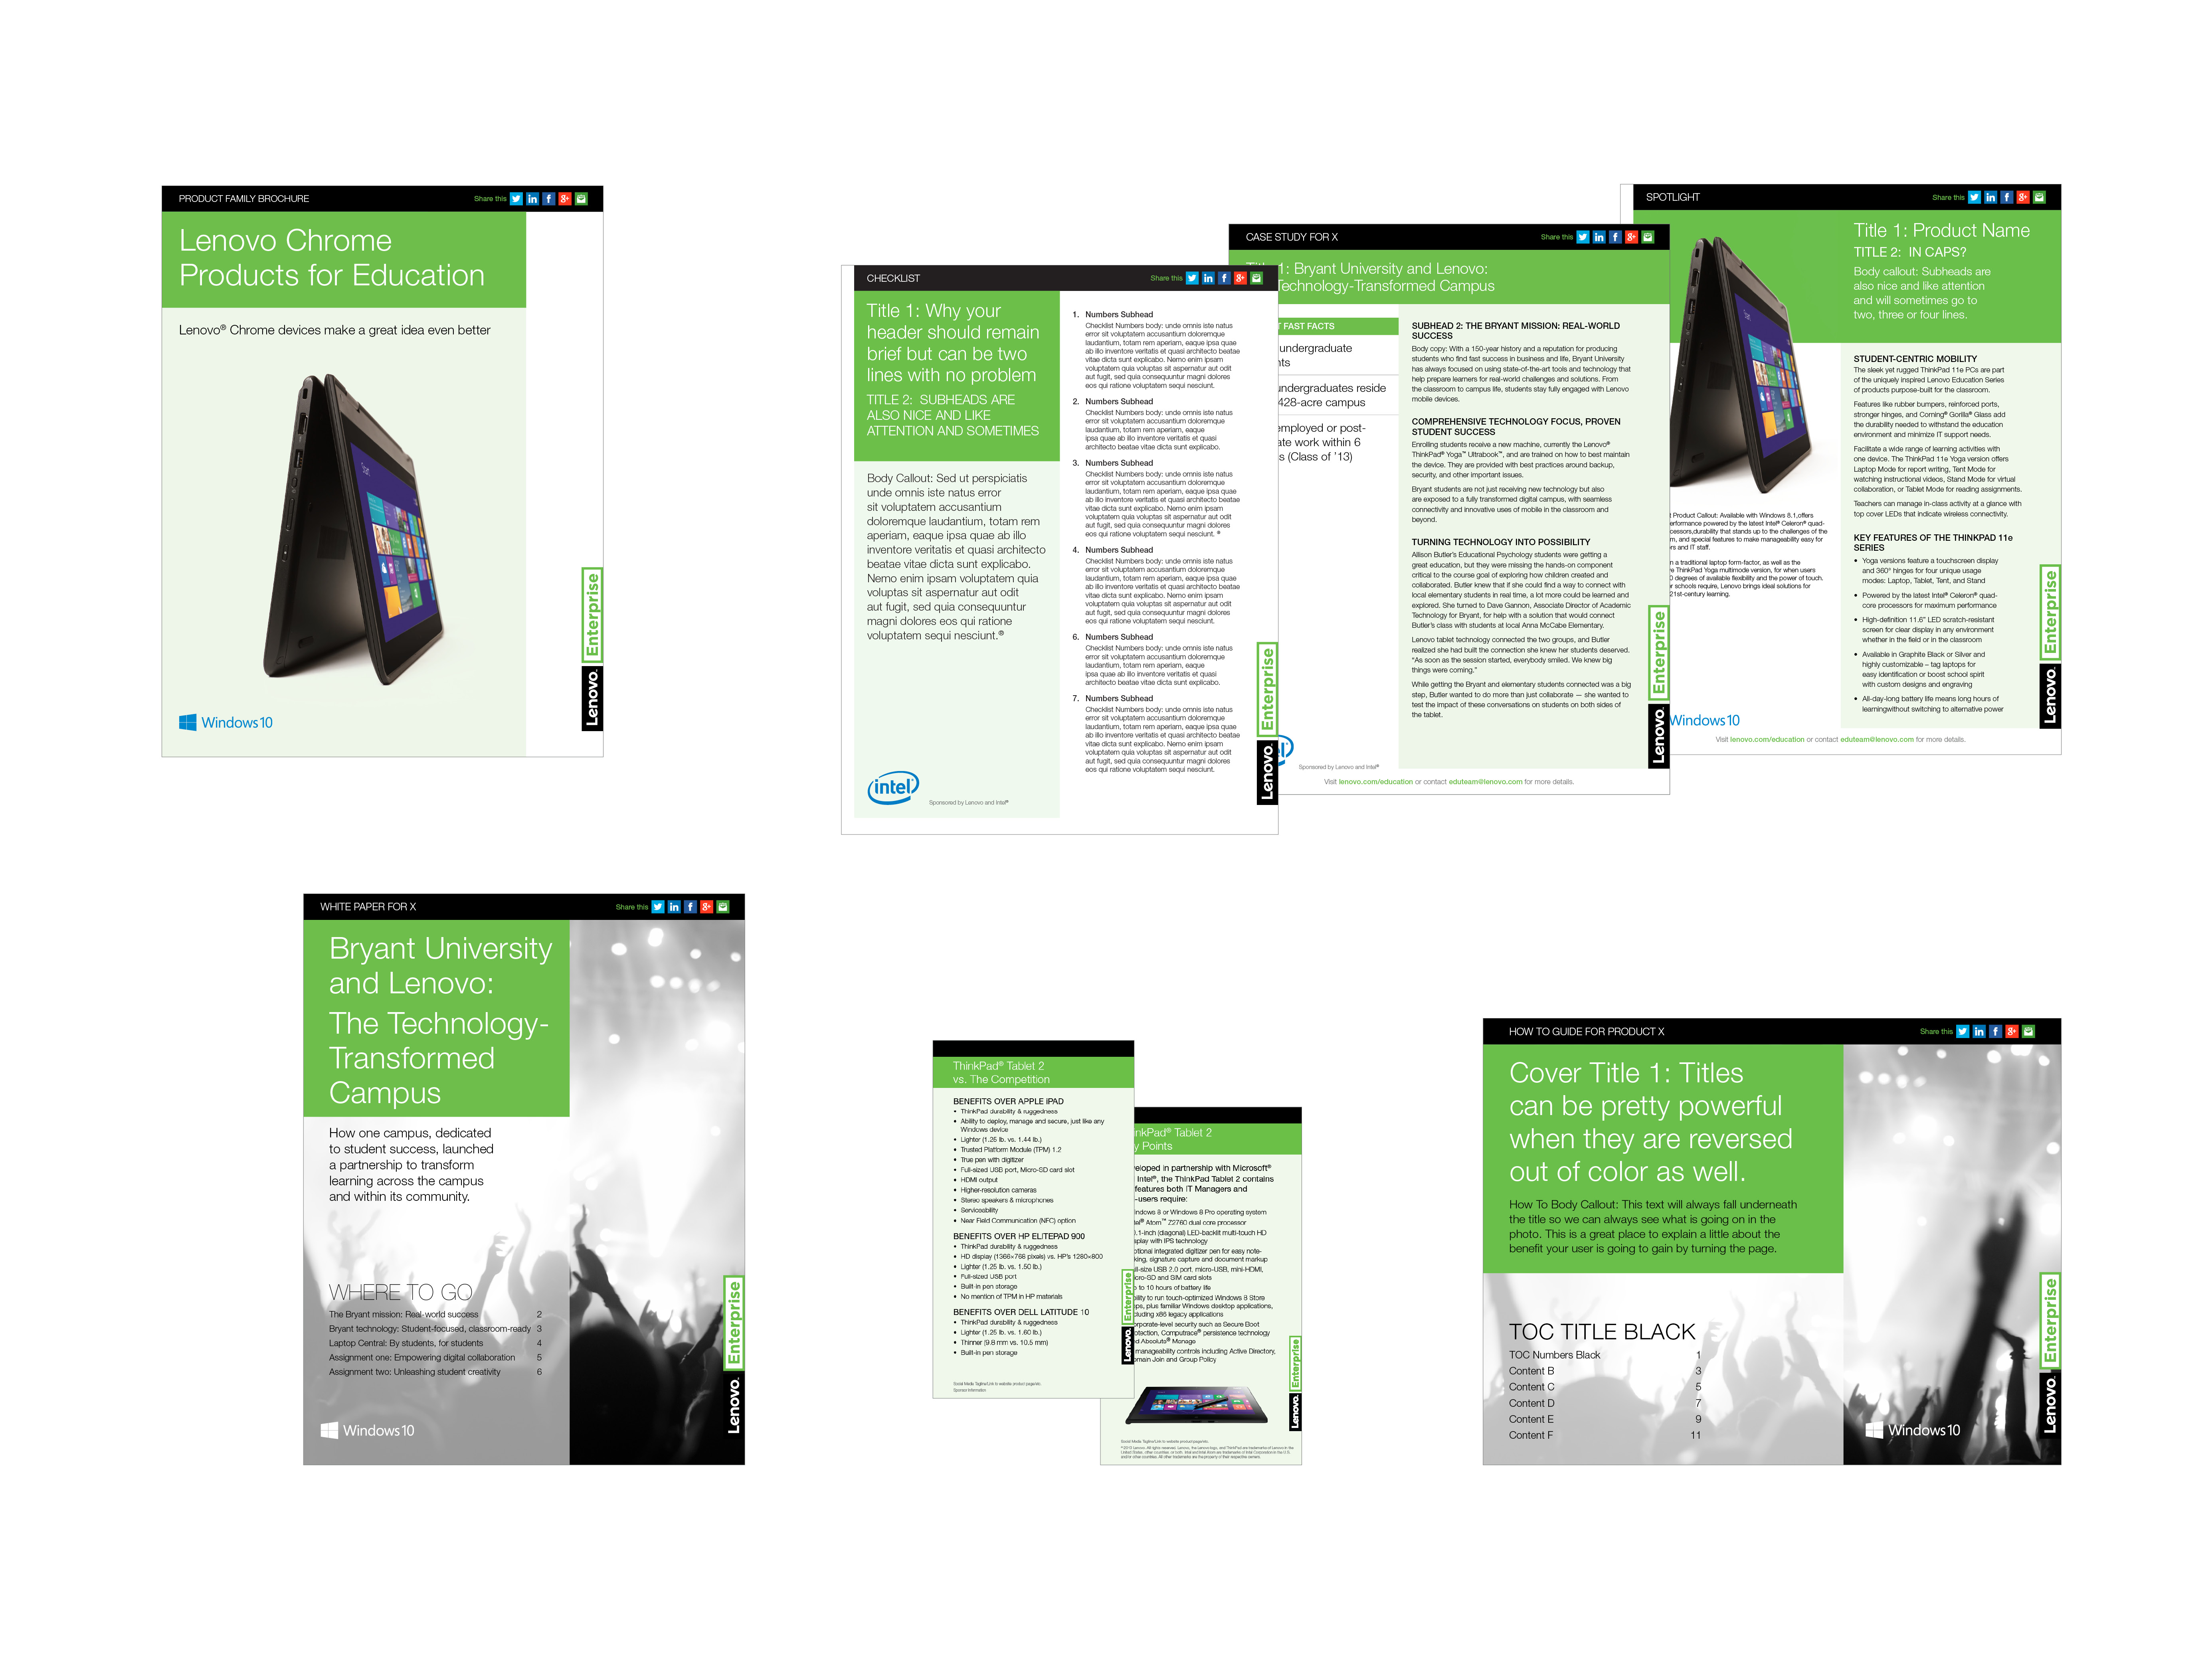 PRODUCT FAMILY BROCHURE
Share this
Lenovo Chrome
Products for Education
Lenovo® Chrome devices make a great idea even better
Start
Windows 10
Lenovo. Enterprise
CHECKLIST
Share this
Title 1: Why your
header should remain
brief but can be two
lines with no problem
TITLE 2: SUBHEADS ARE
ALSO NICE AND LIKE
ATTENTION AND SOMETIMES
Body Callout: Sed ut perspiciatis
unde omnis iste natus error
sit voluptatem accusantium
doloremque laudantium, totam rem
aperiam, eaque ipsa quae ab illo
inventore veritatis et quasi architecto
beatae vitae dicta sunt explicabo.
Nemo enim ipsam voluptatem quia
voluptas sit aspernatur aut odit
aut fugit, sed quia consequuntur
magni dolores eos qui ratione
voluptatem sequi nesciunt.®
intel
Sponsored by Lenovo and Intel®
1. Numbers Subhead
Checklist Numbers body: unde omnis iste natus
error sit voluptatem accusantium doloremque
laudantium, totam rem aperiam, eaque ipsa quae
ab illo inventore veritatis et quasi architecto beatae
vitae dicta sunt explicabo. Nemo enim ipsam
voluptatem quia voluptas sit aspernatur aut odit
aut fugit, sed quia consequuntur magni dolores
eos qui ratione voluptatem sequi nesciunt.
2. Numbers Subhead
Checklist Numbers body: unde omnis iste natus
error sit voluptatem accusantium doloremque
laudantium, totam rem aperiam, eaque
ipsa quae ab illo inventore veritatis et quasi
architecto beatae vitae dicta sunt explicabo.
3. Numbers Subhead
Checklist Numbers body: unde omnis iste natus
error sit voluptatem accusantium doloremque
laudantium, totam rem aperiam, eaque ipsa quae
ab illo inventore veritatis et quasi architecto beatae
vitae dicta sunt explicabo. Nemo enim ipsam
voluptatem quia voluptas sit aspernatur aut odit
aut fugit, sed quia consequuntur magni dolores
eos qui ratione voluptatem sequi nesciunt. ®
4. Numbers Subhead
Checklist Numbers body: unde omnis iste natus
error sit voluptatem accusantium doloremque
laudantium, totam rem aperiam, eaque ipsa quae
ab illo inventore veritatis et quasi architecto beatae
vitae dicta sunt explicabo. Nemo enim ipsam
voluptatem quia voluptas sit aspernatur aut odit
aut fugit, sed quia consequuntur magni dolores
eos qui ratione voluptatem sequi nesciunt.
6. Numbers Subhead
Checklist Numbers body: unde omnis iste natus
error sit voluptatem accusantium doloremque
laudantium, totam rem aperiam, eaque
ipsa quae ab illo inventore veritatis et quasi
architecto beatae vitae dicta sunt explicabo.
7. Numbers Subhead
Checklist Numbers body: unde omnis iste natus
error sit voluptatem accusantium doloremque
laudantium, totam rem aperiam, eaque ipsa quae
ab illo inventore veritatis et quasi architecto beatae
vitae dicta sunt explicabo. Nemo enim ipsam
voluptatem quia voluptas sit aspernatur aut odit
aut fugit, sed quia consequuntur magni dolores
eos qui ratione voluptatem sequi nesciunt.
Lenovo. Enterprise
CASE STUDY FOR X
Share this
1: Bryant University and Lenovo:
Technology-Transformed Campus
FAST FACTS
undergraduate
undergraduates reside
428-acre campus
employed or post-
work within 6
(Class of '13)
Sponsored by Lenovo and Intel®
SUBHEAD 2: THE BRYANT MISSION: REAL-WORLD
SUCCESS
Body copy: With a 150-year history and a reputation for producing
students who find fast success in business and life, Bryant University
has always focused on using state-of-the-art tools and technology that
help prepare learners for real-world challenges and solutions. From
the classroom to campus life, students stay fully engaged with Lenovo
mobile devices.
COMPREHENSIVE TECHNOLOGY FOCUS, PROVEN
STUDENT SUCCESS
Enrolling students receive a new machine, currently the Lenovo®
ThinkPad® Yoga™ Ultrabook™, and are trained on how to best maintain
the device. They are provided with best practices around backup,
security, and other important issues.
Bryant students are not just receiving new technology but also
are exposed to a fully transformed digital campus, with seamless
connectivity and innovative uses of mobile in the classroom and
beyond.
TURNING TECHNOLOGY INTO POSSIBILITY
Allison Butler's Educational Psychology students were getting a
great education, but they were missing the hands-on component
critical to the course goal of exploring how children created and
collaborated. Butler knew that if she could find a way to connect with
local elementary students in real time, a lot more could be learned and
explored. She turned to Dave Gannon, Associate Director of Academic
Technology for Bryant, for help with a solution that would connect
Butler's class with students at local Anna McCabe Elementary.
Lenovo tablet technology connected the two groups, and Butler
realized she had built the connection she knew her students deserved.
"As soon as the session started, everybody smiled. We knew big
things were coming."
While getting the Bryant and elementary students connected was a big
step, Butler wanted to do more than just collaborate — she wanted to
test the impact of these conversations on students on both sides of
the tablet.
Visit lenovo.com/education or contact eduteam@lenovo.com for more details.
Lenovo. Enterprise
SPOTLIGHT
Share this
Title 1: Product Name
TITLE 2: IN CAPS?
Body callout: Subheads are
also nice and like attention
and will sometimes go to
two, three or four lines.
Product Callout: Available with Windows 8.1,offers
performance powered by the latest Intel® Celeron® quad-
durability that stands up to the challenges of the
and special features to make manageability easy for
and IT staff.
a traditional laptop form-factor, as well as the
ThinkPad Yoga multimode version, for when users
degrees of available flexibility and the power of touch.
schools require, Lenovo brings ideal solutions for
21st-century learning.
Windows 10
STUDENT-CENTRIC MOBILITY
The sleek yet rugged ThinkPad 11e PCs are part
of the uniquely inspired Lenovo Education Series
of products purpose-built for the classroom.
Features like rubber bumpers, reinforced ports,
stronger hinges, and Corning® Gorilla® Glass add
the durability needed to withstand the education
environment and minimize IT support needs.
Facilitate a wide range of learning activities with
one device. The ThinkPad 11e Yoga version offers
Laptop Mode for report writing, Tent Mode for
watching instructional videos, Stand Mode for virtual
collaboration, or Tablet Mode for reading assignments.
Teachers can manage in-class activity at a glance with
top cover LEDs that indicate wireless connectivity.
KEY FEATURES OF THE THINKPAD 11e
SERIES
• Yoga versions feature a touchscreen display
and 360° hinges for four unique usage
modes: Laptop, Tablet, Tent, and Stand
• Powered by the latest Intel® Celeron® quad-
core processors for maximum performance
• High-definition 11.6" LED scratch-resistant
screen for clear display in any environment
whether in the field or in the classroom
• Available in Graphite Black or Silver and
highly customizable – tag laptops for
easy identification or boost school spirit
with custom designs and engraving
• All-day-long battery life means long hours of
learningwithout switching to alternative power
Visit lenovo.com/education or contact eduteam@lenovo.com for more details.
Lenovo. Enterprise
WHITE PAPER FOR X
Share this
Bryant University
and Lenovo:
The Technology-
Transformed
Campus
How one campus, dedicated
to student success, launched
a partnership to transform
learning across the campus
and within its community.
WHERE TO GO
The Bryant mission: Real-world success 2
Bryant technology: Student-focused, classroom-ready 3
Laptop Central: By students, for students 4
Assignment one: Empowering digital collaboration 5
Assignment two: Unleashing student creativity 6
Windows 10
Lenovo. Enterprise
ThinkPad® Tablet 2
vs. The Competition
BENEFITS OVER APPLE iPAD
• ThinkPad durability & ruggedness
• Ability to deploy, manage and secure, just like any
Windows device
• Lighter (1.25 lb. vs. 1.44 lb.)
• Trusted Platform Module (TPM) 1.2
• True pen with digitizer
• Full-sized USB port, Micro-SD card slot
• HDMI output
• Higher-resolution cameras
• Stereo speakers & microphones
• Serviceability
• Near Field Communication (NFC) option
BENEFITS OVER HP ELITEPAD 900
• ThinkPad durability & ruggedness
• HD display (1366×768 pixels) vs. HP's 1280×800
• Lighter (1.25 lb. vs. 1.50 lb.)
• Full-sized USB port
• Built-in pen storage
• No mention of TPM in HP materials
BENEFITS OVER DELL LATITUDE 10
• ThinkPad durability & ruggedness
• Lighter (1.25 lb. vs. 1.60 lb.)
• Thinner (9.8 mm vs. 10.5 mm)
• Built-in pen storage
Social Media Tagline/Link to website product page/etc.
Sponsor Information
Lenovo. Enterprise
Tablet 2
Points
in partnership with Microsoft®
Intel®, the ThinkPad Tablet 2 contains
features both IT Managers and
require:
Windows 8 or Windows 8 Pro operating system
Atom™ Z2760 dual core processor
(diagonal) LED-backlit multi-touch HD
with IPS technology
integrated digitizer pen for easy note-
signature capture and document markup
USB 2.0 port, micro-USB, mini-HDMI,
and SIM card slots
to 10 hours of battery life
to run touch-optimized Windows 8 Store
plus familiar Windows desktop applications,
x86 legacy applications
security such as Secure Boot
Computrace® persistence technology
Absolute® Manage
manageability controls including Active Directory,
Join and Group Policy
Social Media Tagline/Link to website product page/etc.
Lenovo. Enterprise
HOW TO GUIDE FOR PRODUCT X
Share this
Cover Title 1: Titles
can be pretty powerful
when they are reversed
out of color as well.
How To Body Callout: This text will always fall underneath
the title so we can always see what is going on in the
photo. This is a great place to explain a little about the
benefit your user is going to gain by turning the page.
TOC TITLE BLACK
TOC Numbers Black 1
Content B 3
Content C 5
Content D 7
Content E 9
Content F 11
Windows 10
Lenovo. Enterprise